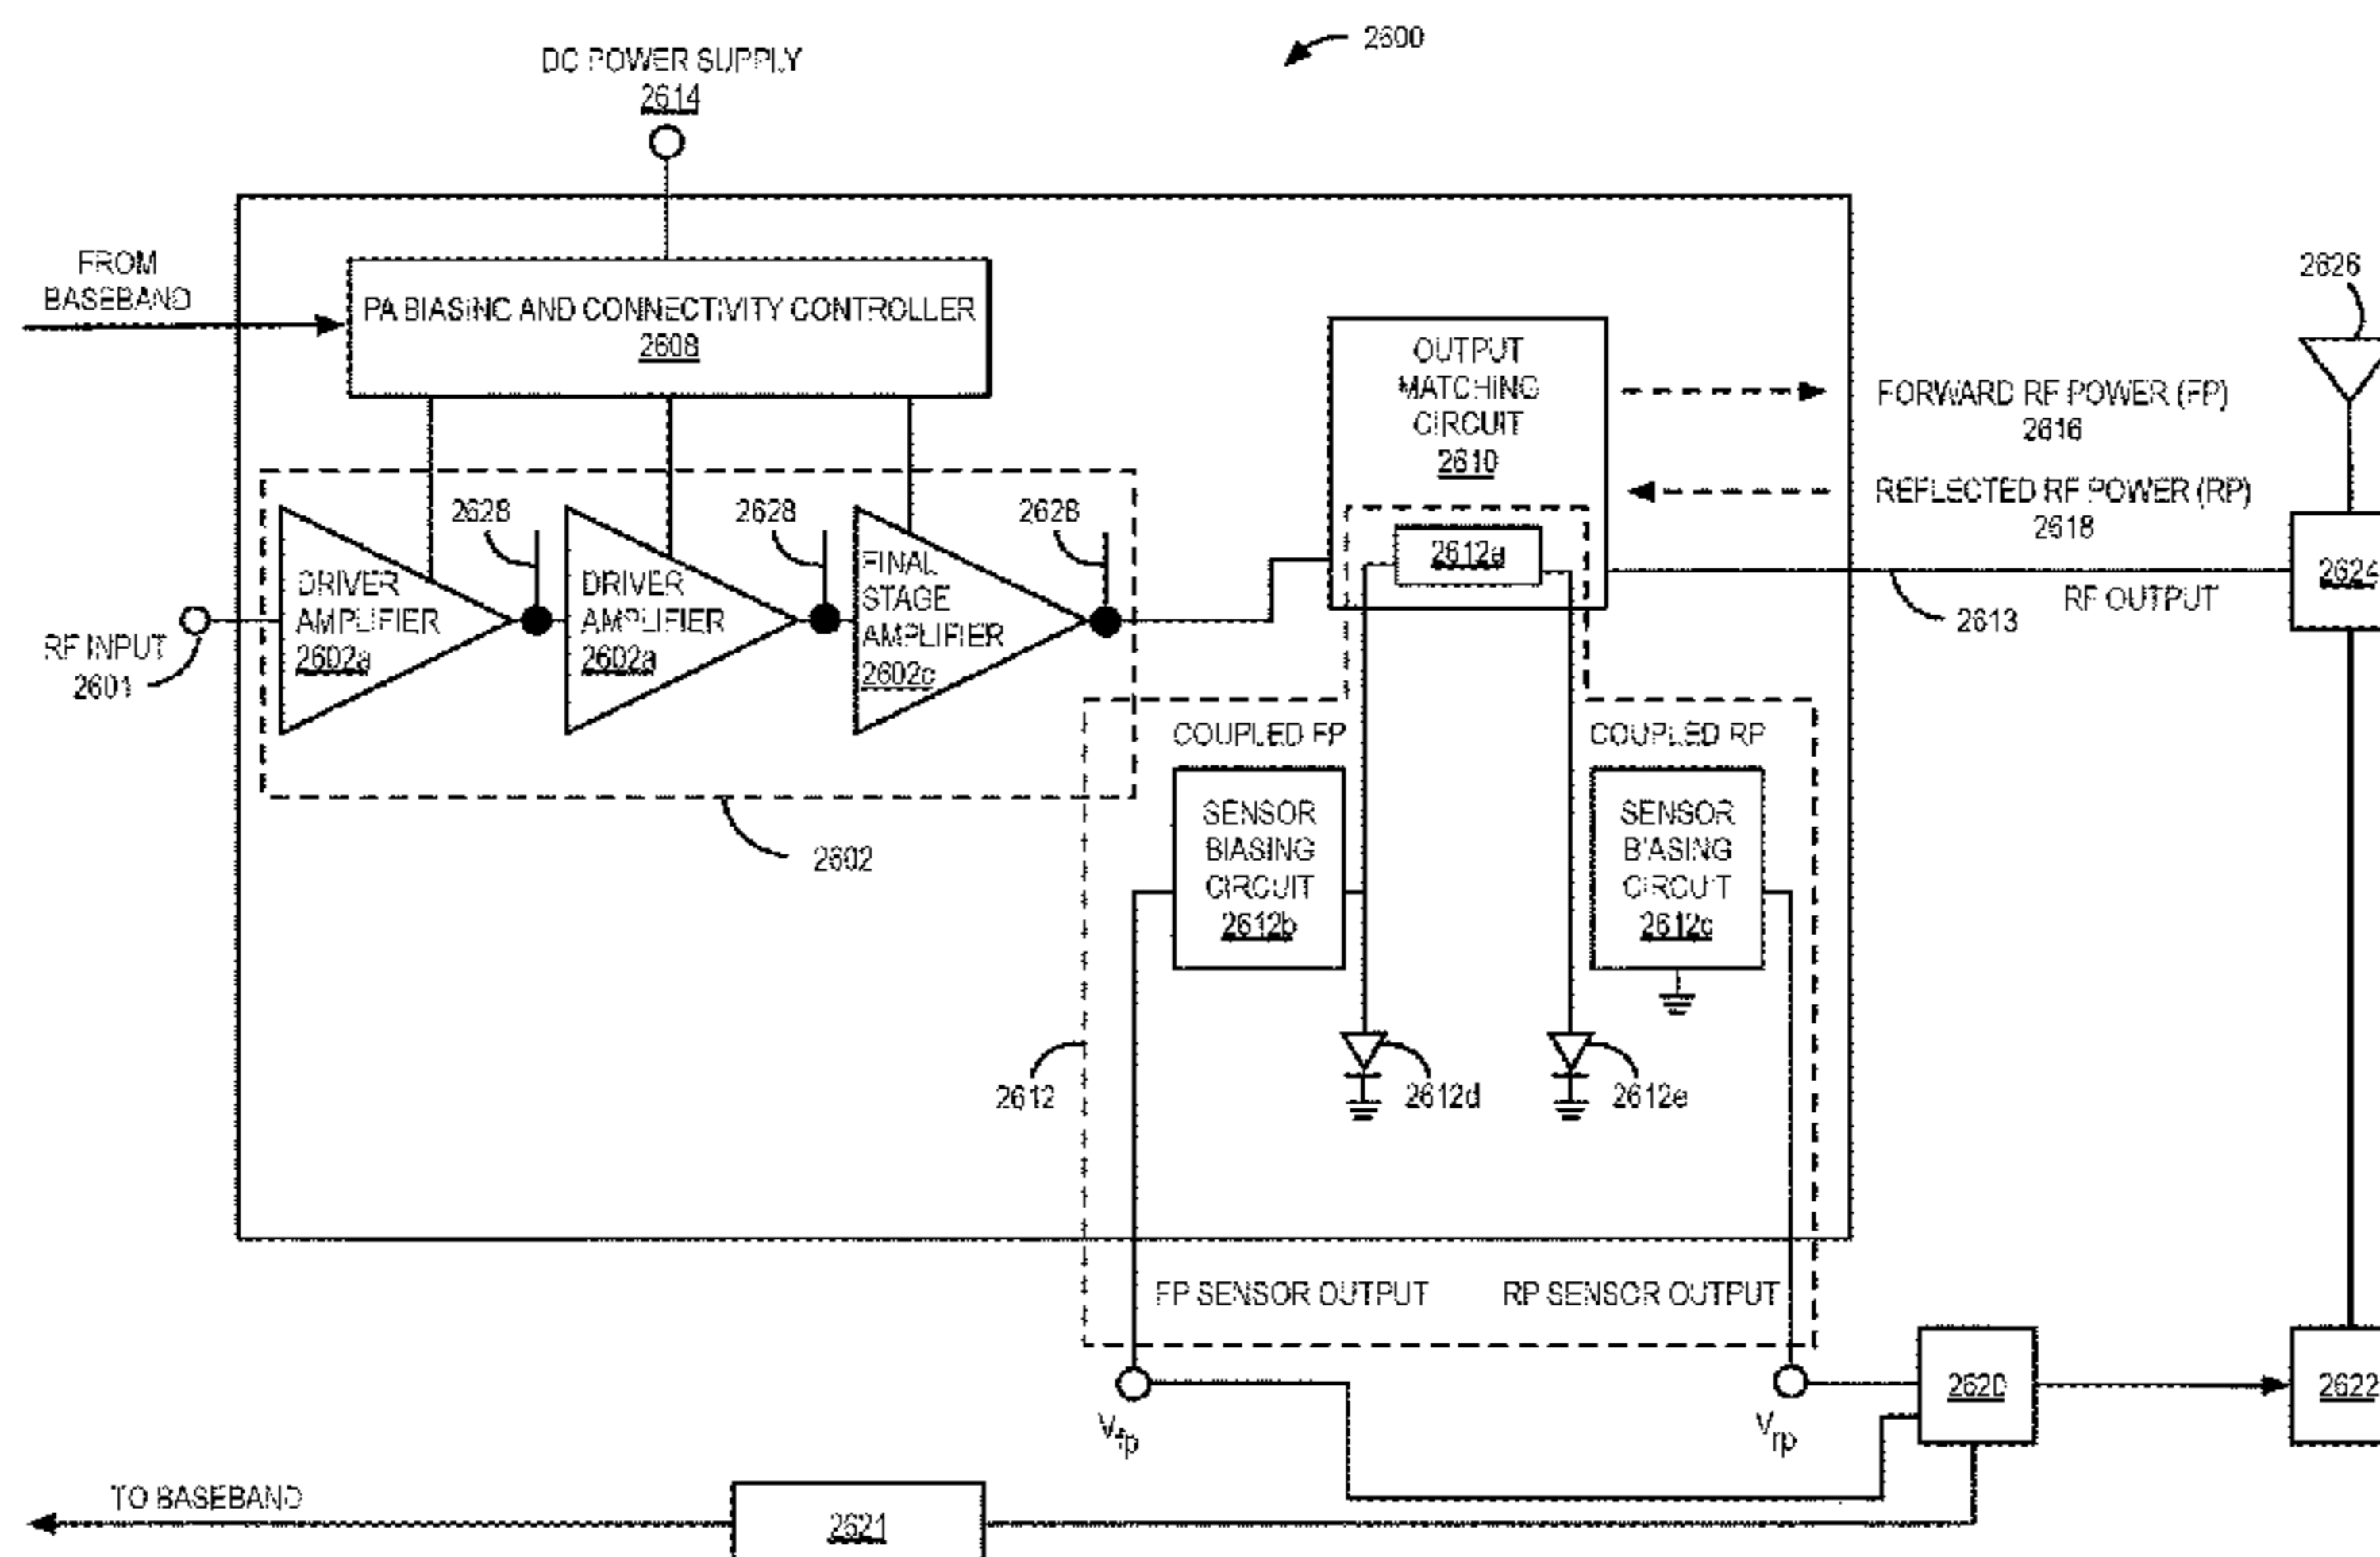 2600
DC POWER SUPPLY
2614
FROM
BASEBAND
PA BIASING AND CONNECTIVITY CONTROLLER
2608
OUTPUT
MATCHING
CIRCUIT
2610
2626
FORWARD RF POWER (FP)
2616
REFLECTED RF POWER (RP)
2618
2628
2628
2628
2612a
2624
RF OUTPUT
2613
RF INPUT
2601
DRIVER
AMPLIFIER
2602a
DRIVER
AMPLIFIER
2602a
FINAL
STAGE
AMPLIFIER
2602c
2602
COUPLED FP
COUPLED RP
SENSOR
BIASING
CIRCUIT
2612b
SENSOR
BIASING
CIRCUIT
2612c
2612
2612d
2612e
FP SENSOR OUTPUT
RP SENSOR OUTPUT
Vfp
Vrp
2620
2622
TO BASEBAND
2621